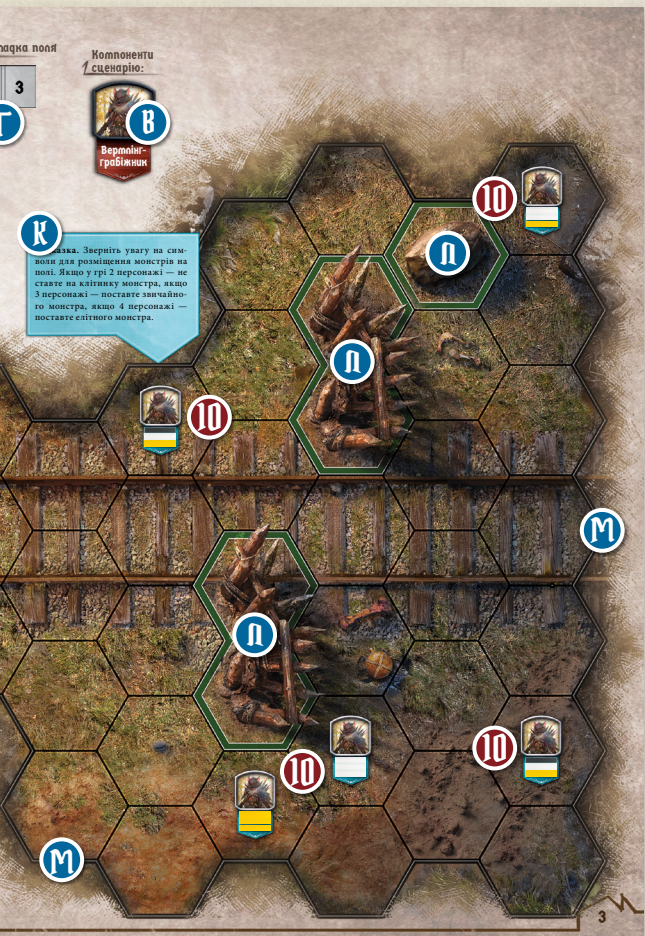 ладка поля
3
Г
Компоненти
сценарію:
В
Вермлінг-
грабіжник
К
азка. Зверніть увагу на сим-
воли для розміщення монстрів на
полі. Якщо у грі 2 персонажі — не
ставте на клітинку монстра, якщо
3 персонажі — поставте звичайно-
го монстра, якщо 4 персонажі —
поставте елітного монстра.
10
Л
Л
10
М
Л
10
10
М
3